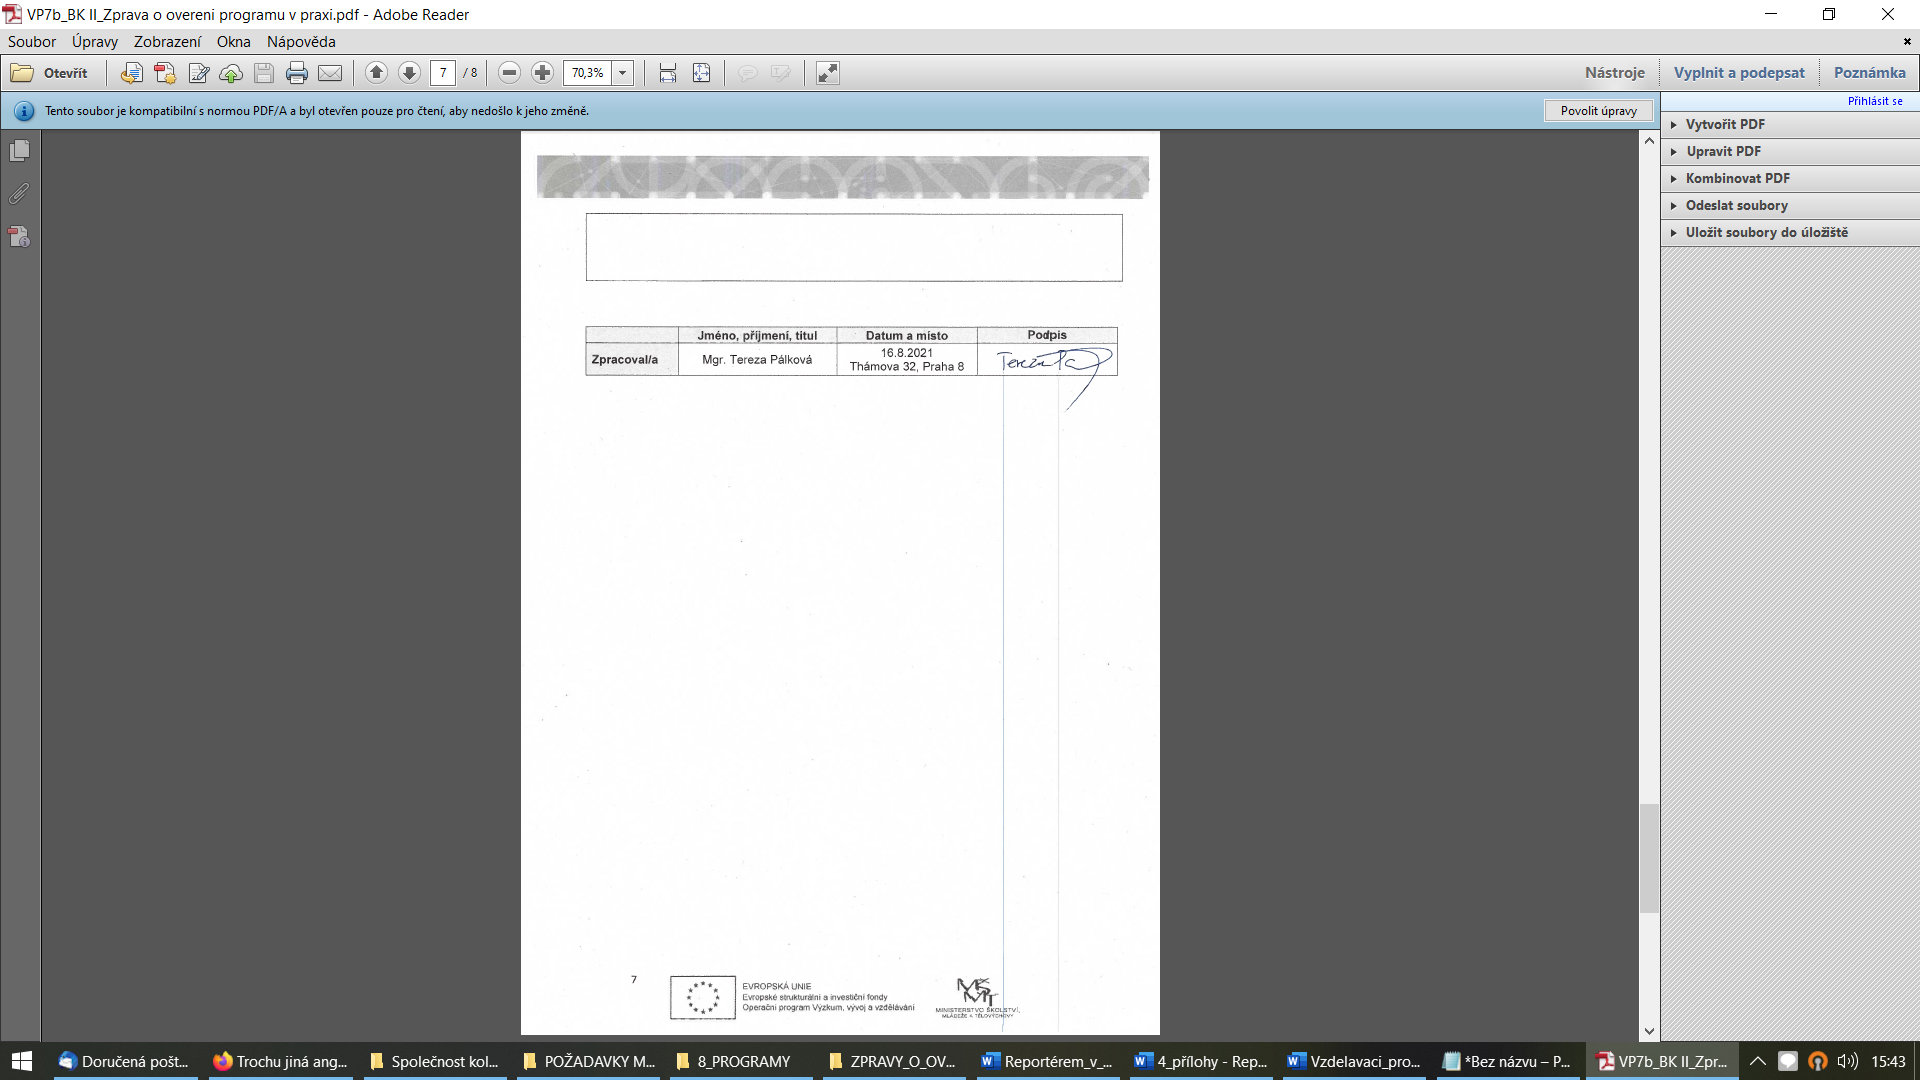 VP7b_BK II_Zprava o overeni programu v praxi.pdf - Adobe Reader
Soubor Úpravy Zobrazení Okna Nápověda
Otevřít 7 / 8 70,3% Nástroje Vyplnit a podepsat Poznámka
Tento soubor je kompatibilní s normou PDF/A a byl otevřen pouze pro čtení, aby nedošlo k jeho změně. Povolit úpravy
Přihlásit se
Vytvořit PDF
Upravit PDF
Kombinovat PDF
Odeslat soubory
Uložit soubory do úložiště
Jméno, příjmení, titul Datum a místo Podpis
Zpracoval/a Mgr. Tereza Pálková 16.8.2021
Thámova 32, Praha 8
7
EVROPSKÁ UNIE
Evropské strukturální a investiční fondy
Operační program Výzkum, vývoj a vzdělávání
MŠMT
MINISTERSTVO ŠKOLSTVÍ,
MLÁDEŽE A TĚLOVÝCHOVY
Doručená pošt... Trochu jiná ang... Společnost kol... POŽADAVKY M... 8_PROGRAMY ZPRAVY_O_OV... Reportérem_v_... 4_přílohy - Rep... Vzdelavaci_pro... *Bez názvu – P... VP7b_BK II_Zpr... 15:43